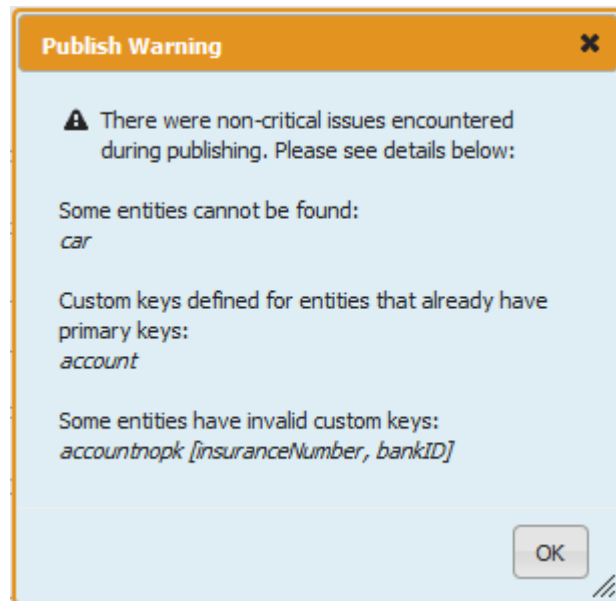 Publish Warning
There were non-critical issues encountered
during publishing. Please see details below:
Some entities cannot be found:
car
Custom keys defined for entities that already have
primary keys:
account
Some entities have invalid custom keys:
accountnopk [insuranceNumber, bankID]
OK